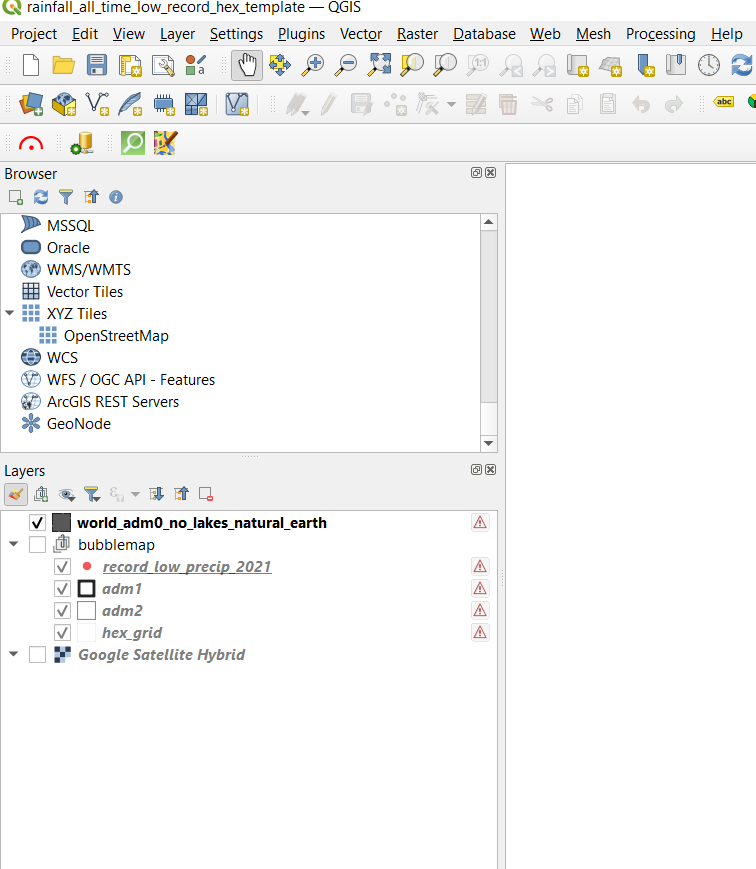 rainfall_all_time_low_record_hex_template — QGIS
Project Edit View Layer Settings Plugins Vector Raster Database Web Mesh Processing Help
1:1
abc
Browser
MSSQL
Oracle
WMS/WMTS
Vector Tiles
XYZ Tiles
OpenStreetMap
WCS
WFS / OGC API - Features
ArcGIS REST Servers
GeoNode
Layers
world_adm0_no_lakes_natural_earth
bubblemap
record_low_precip_2021
adm1
adm2
hex_grid
Google Satellite Hybrid